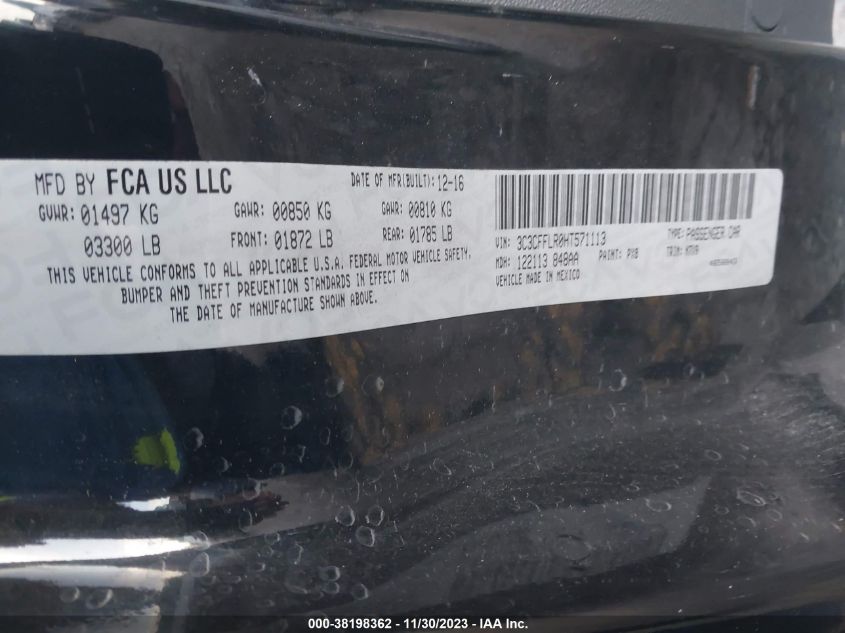 MFD BY FCA US LLC
DATE OF MFR(BUILT): 12-16
GVWR: 01497 KG
GAWR: 00850 KG
GAWR: 00810 KG
03300 LB
FRONT: 01872 LB
REAR: 01785 LB
THIS VEHICLE CONFORMS TO ALL APPLICABLE U.S.A. FEDERAL MOTOR VEHICLE SAFETY,
BUMPER AND THEFT PREVENTION STANDARDS IN EFFECT ON
THE DATE OF MANUFACTURE SHOWN ABOVE.
VIN: 3C3CFFLR0HT571113
TYPE: PASSENGER CAR
MDH: 122113 848AA
PAINT: PX8
TRIM: K7X9
VEHICLE MADE IN MEXICO
000-38198362 - 11/30/2023 - IAA Inc.